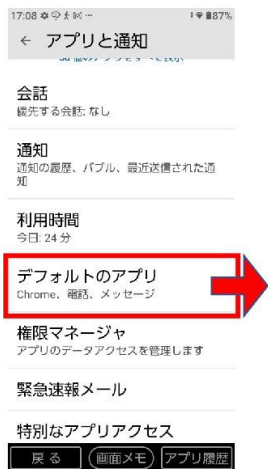 17:08
87%
← アプリと通知
会話
優先する会話: なし
通知
通知の履歴、バブル、最近送信された通
知
利用時間
今日: 24 分
デフォルトのアプリ
Chrome、電話、メッセージ
権限マネージャ
アプリのデータアクセスを管理します
緊急速報メール
特別なアプリアクセス
戻る 画面メモ アプリ履歴